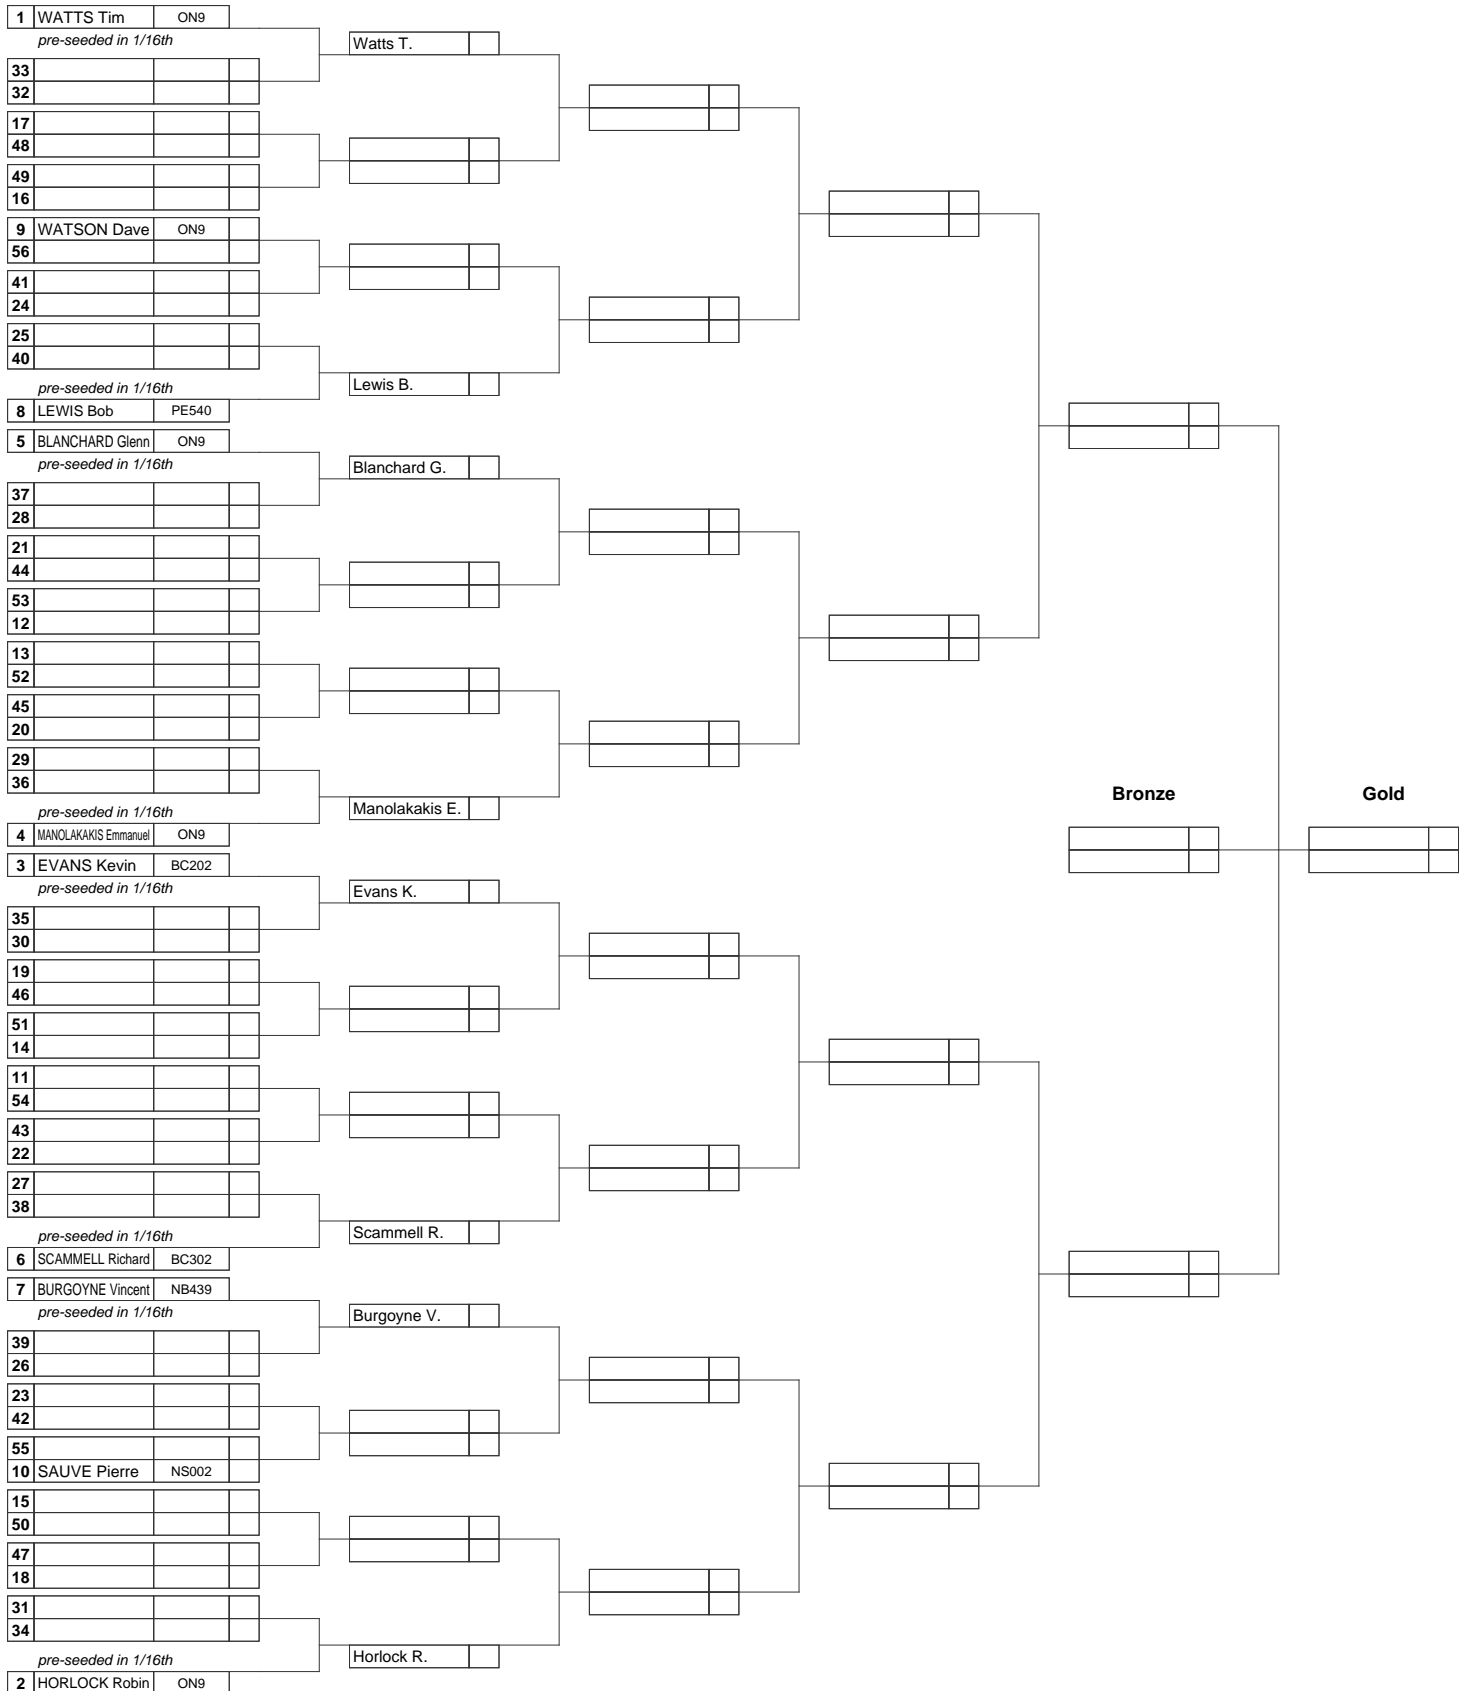 1 WATTS Tim ON9
pre-seeded in 1/16th
Watts T.
33
32
17
48
49
16
9 WATSON Dave ON9
56
41
24
25
40
pre-seeded in 1/16th
Lewis B.
8 LEWIS Bob PE540
5 BLANCHARD Glenn ON9
pre-seeded in 1/16th
Blanchard G.
37
28
21
44
53
12
13
52
45
20
29
36
Bronze Gold
pre-seeded in 1/16th
Manolakakis E.
4 MANOLAKAKIS Emmanuel ON9
3 EVANS Kevin BC202
pre-seeded in 1/16th
Evans K.
35
30
19
46
51
14
11
54
43
22
27
38
pre-seeded in 1/16th
Scammell R.
6 SCAMMELL Richard BC302
7 BURGOYNE Vincent NB439
pre-seeded in 1/16th
Burgoyne V.
39
26
23
42
55
10 SAUVE Pierre NS002
15
50
47
18
31
34
pre-seeded in 1/16th
Horlock R.
2 HORLOCK Robin ON9